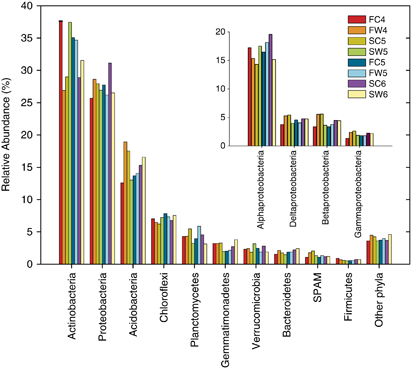 40
35
30
25
20
15
10
5
0
Relative Abundance (%)
20
15
10
5
0
FC4
FW4
SC5
SW5
FC5
FW5
SC6
SW6
Alphaproteobacteria
Deltaproteobacteria
Betaproteobacteria
Gammaproteobacteria
Actinobacteria
Proteobacteria
Acidobacteria
Chloroflexi
Planctomycetes
Gemmatimonadetes
Verrucomicrobia
Bacteroidetes
SPAM
Firmicutes
Other phyla